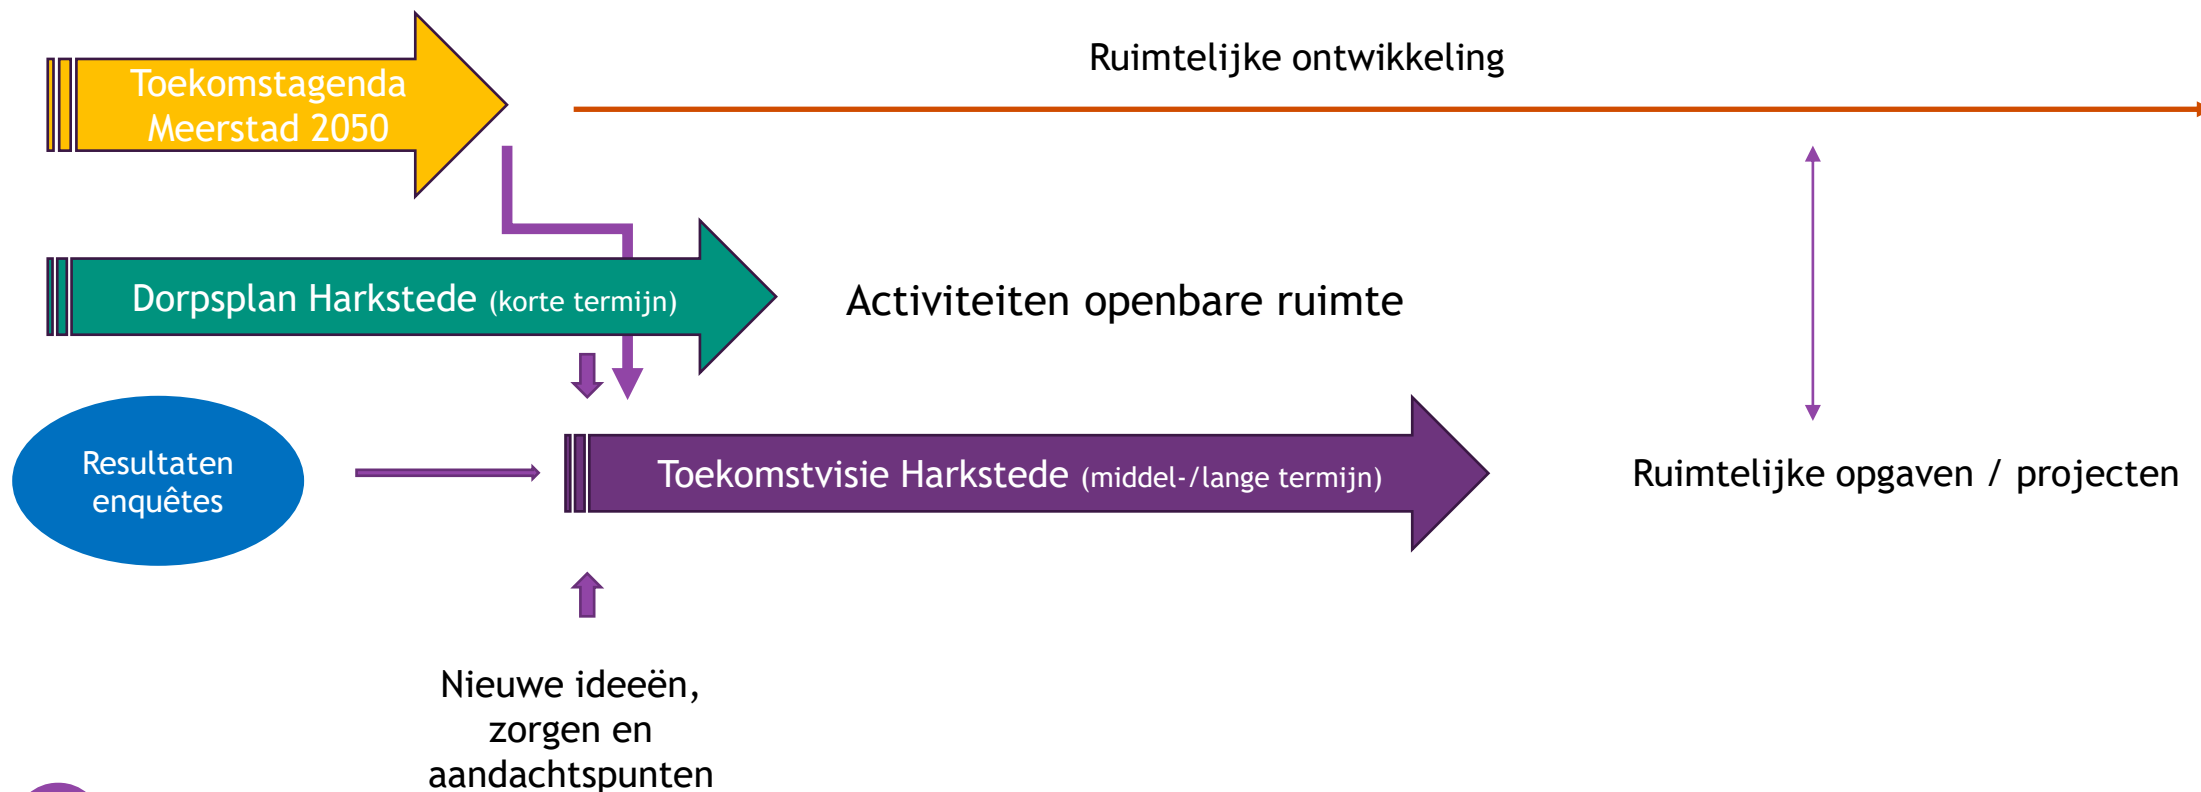 Ruimtelijke ontwikkeling
Toekomstagenda
Meerstad 2050
Dorpsplan Harkstede (korte termijn)
Activiteiten openbare ruimte
Resultaten
enquêtes
Toekomstvisie Harkstede (middel-/lange termijn)
Ruimtelijke opgaven / projecten
Nieuwe ideeën,
zorgen en
aandachtspunten